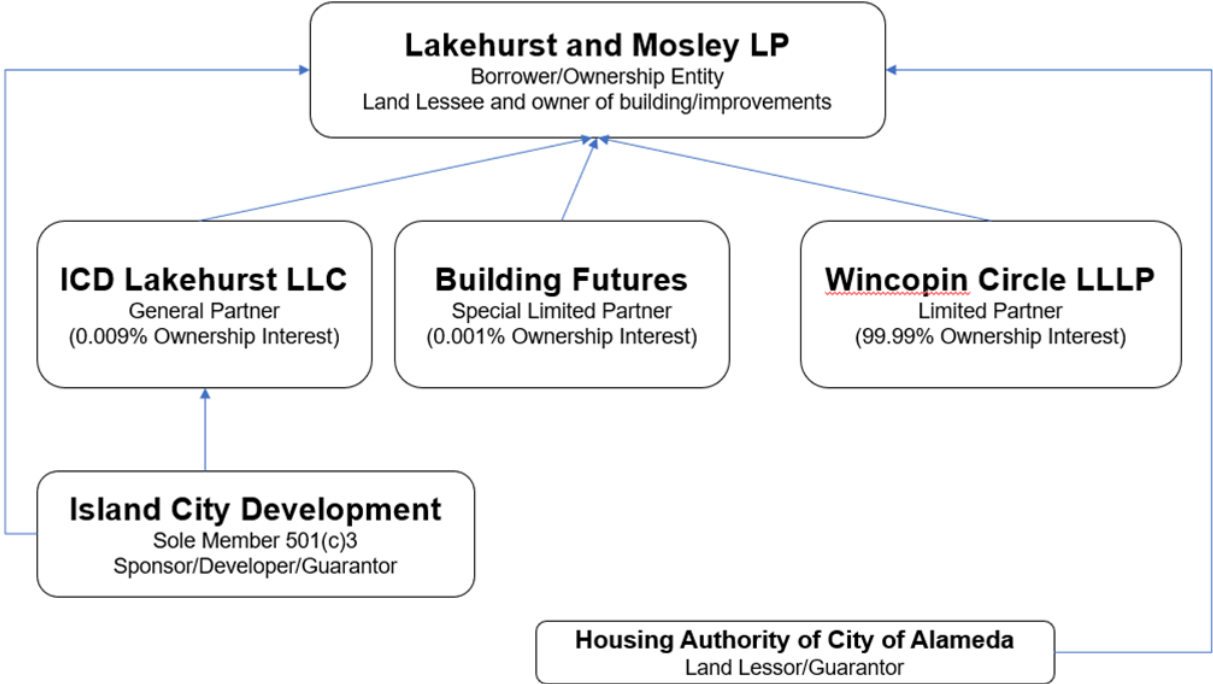 Lakehurst and Mosley LP
Borrower/Ownership Entity
Land Lessee and owner of building/improvements
ICD Lakehurst LLC
General Partner
(0.009% Ownership Interest)
Building Futures
Special Limited Partner
(0.001% Ownership Interest)
Wincopin Circle LLLP
Limited Partner
(99.99% Ownership Interest)
Island City Development
Sole Member 501(c)3
Sponsor/Developer/Guarantor
Housing Authority of City of Alameda
Land Lessor/Guarantor